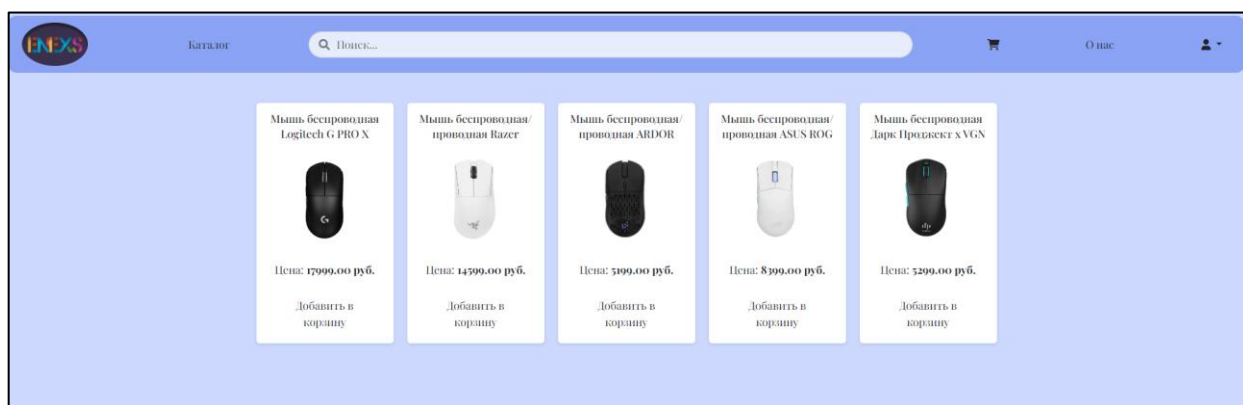 ENEXS Каталог Поиск... О нас
Мышь беспроводная
Logitech G PRO X
Цена: 17999.00 руб.
Добавить в
корзину
Мышь беспроводная/
проводная Razer
Цена: 14599.00 руб.
Добавить в
корзину
Мышь беспроводная/
проводная ARDOR
Цена: 5199.00 руб.
Добавить в
корзину
Мышь беспроводная/
проводная ASUS ROG
Цена: 8399.00 руб.
Добавить в
корзину
Мышь беспроводная
Дарк Проджект x VGN
Цена: 5299.00 руб.
Добавить в
корзину